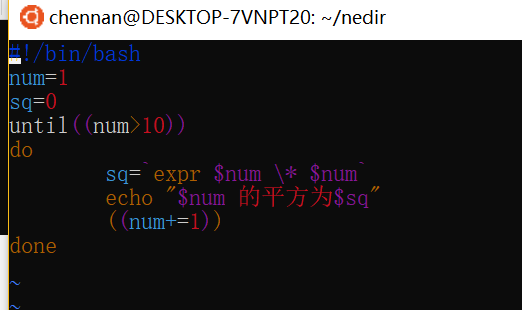 chennan@DESKTOP-7VNPT20: ~/nedir
#!/bin/bash
num=1
sq=0
until((num>10))
do
        sq=`expr $num \* $num`
        echo "$num 的平方为$sq"
        ((num+=1))
done
~
~